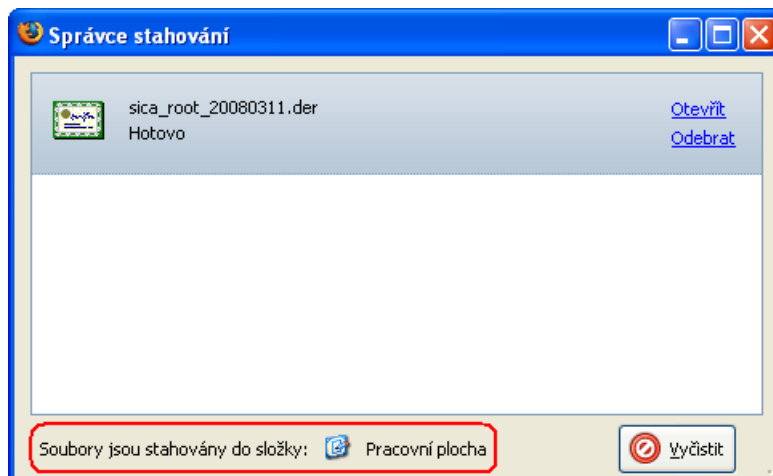 Správce stahování
sica_root_20080311.der
Otevřít
Hotovo
Odebrat
Soubory jsou stahovány do složky: Pracovní plocha
Vyčistit